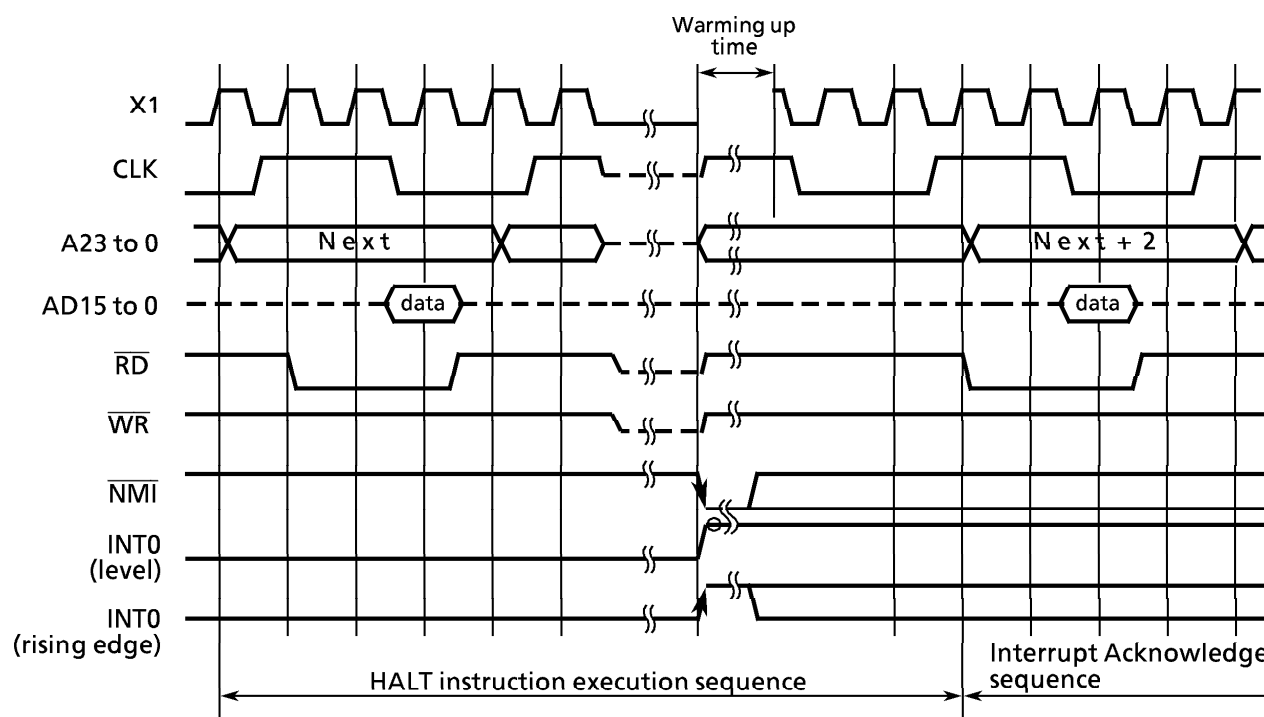 Warming up
time
X1
CLK
A23 to 0
Next
Next + 2
AD15 to 0
data
data
RD
WR
NMI
INT0
(level)
INT0
(rising edge)
HALT instruction execution sequence
Interrupt Acknowledge
sequence